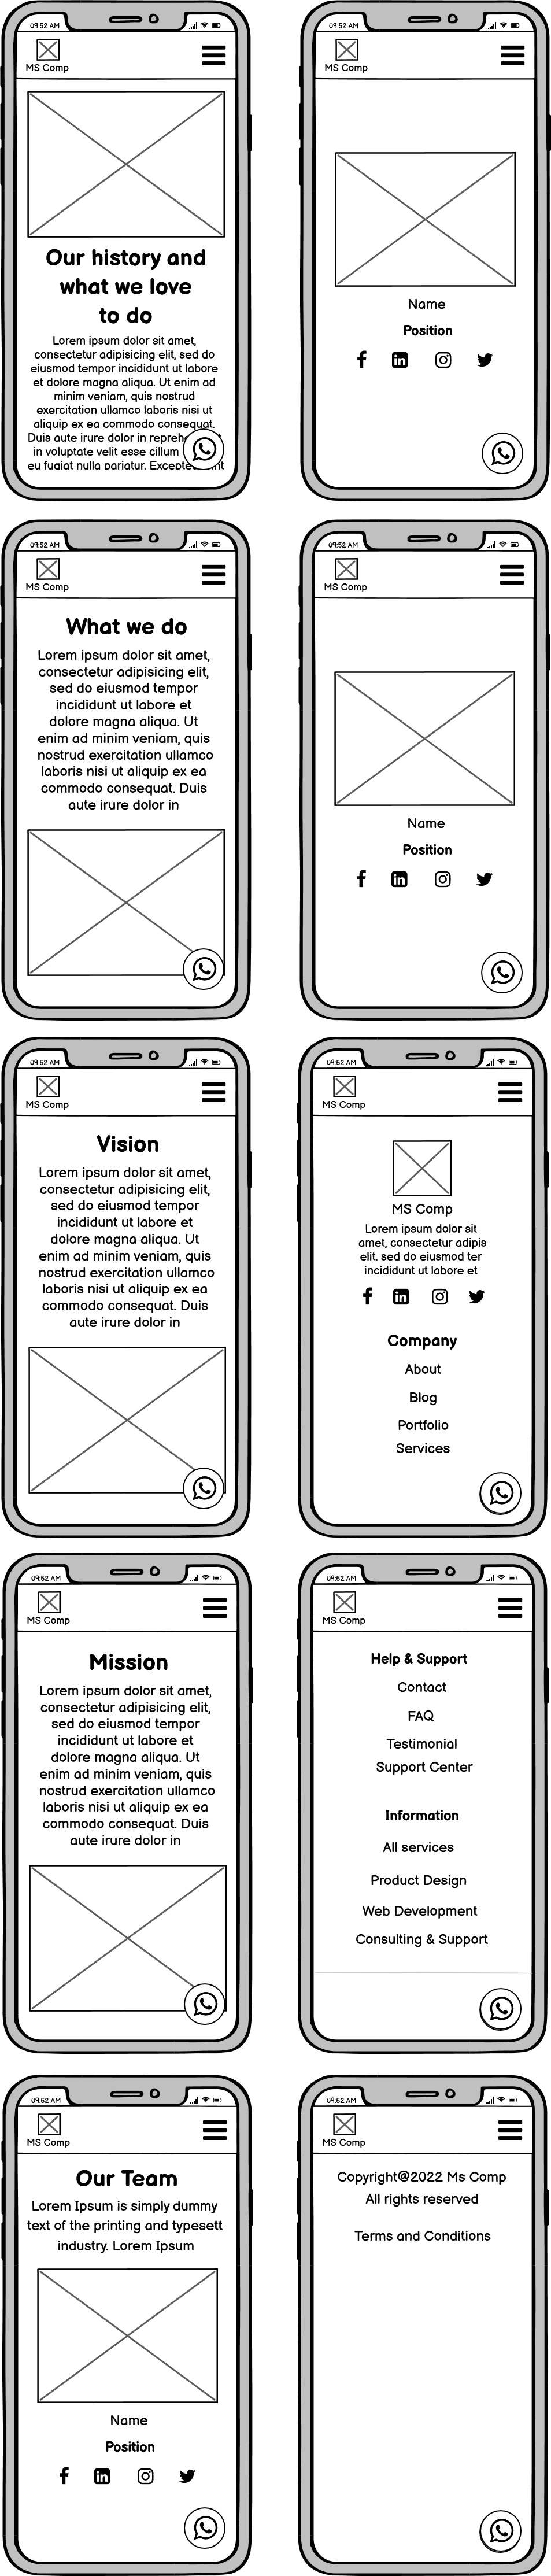 09:52 AM
MS Comp
Our history and
what we love
to do
Lorem ipsum dolor sit amet,
consectetur adipisicing elit, sed do
eiusmod tempor incididunt ut labore
et dolore magna aliqua. Ut enim ad
minim veniam, quis nostrud
exercitation ullamco laboris nisi ut
aliquip ex ea commodo consequat.
Duis aute irure dolor in
in voluptate velit esse cillum
eu fugiat nulla pariatur.
09:52 AM
MS Comp
Name
Position
09:52 AM
MS Comp
What we do
Lorem ipsum dolor sit amet,
consectetur adipisicing elit,
sed do eiusmod tempor
incididunt ut labore et
dolore magna aliqua. Ut
enim ad minim veniam, quis
nostrud exercitation ullamco
laboris nisi ut aliquip ex ea
commodo consequat. Duis
aute irure dolor in
09:52 AM
MS Comp
Name
Position
09:52 AM
MS Comp
Vision
Lorem ipsum dolor sit amet,
consectetur adipisicing elit,
sed do eiusmod tempor
incididunt ut labore et
dolore magna aliqua. Ut
enim ad minim veniam, quis
nostrud exercitation ullamco
laboris nisi ut aliquip ex ea
commodo consequat. Duis
aute irure dolor in
09:52 AM
MS Comp
MS Comp
Lorem ipsum dolor sit
amet, consectetur adipis
elit. sed do eiusmod ter
incididunt ut labore et
Company
About
Blog
Portfolio
Services
09:52 AM
MS Comp
Mission
Lorem ipsum dolor sit amet,
consectetur adipisicing elit,
sed do eiusmod tempor
incididunt ut labore et
dolore magna aliqua. Ut
enim ad minim veniam, quis
nostrud exercitation ullamco
laboris nisi ut aliquip ex ea
commodo consequat. Duis
aute irure dolor in
09:52 AM
MS Comp
Help & Support
Contact
FAQ
Testimonial
Support Center
Information
All services
Product Design
Web Development
Consulting & Support
09:52 AM
MS Comp
Our Team
Lorem Ipsum is simply dummy
text of the printing and typesett
industry. Lorem Ipsum
Name
Position
09:52 AM
MS Comp
Copyright@2022 Ms Comp
All rights reserved
Terms and Conditions